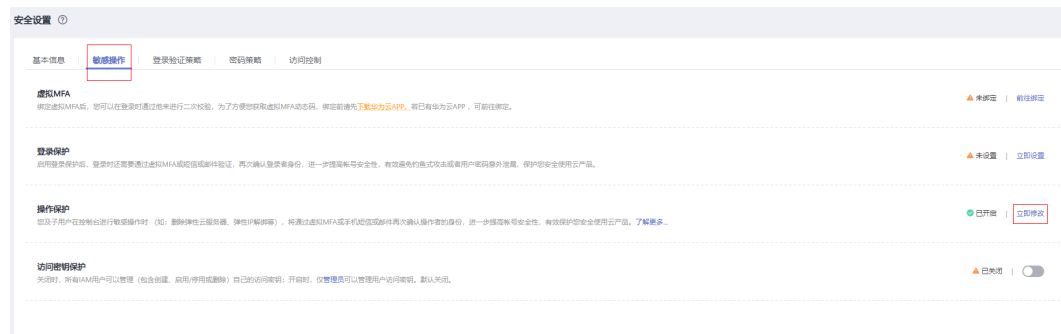 安全设置
基本信息 敏感操作 登录验证策略 密码策略 访问控制
虚拟MFA
绑定虚拟MFA后，您可以在登录时通过他来进行二次校验，为了方便您获取虚拟MFA动态码，绑定前请先下载华为云APP，若已有华为云APP，可前往绑定。
未绑定 | 前往绑定
登录保护
启用登录保护后，登录时还需要通过虚拟MFA或短信或邮件验证，再次确认登录者身份，进一步提高帐号安全性，有效避免钓鱼式攻击或者用户密码意外泄漏，保护您安全使用云产品。
未设置 | 立即设置
操作保护
您及子用户在控制台进行敏感操作时（如：删除弹性云服务器、弹性IP解绑等），将通过虚拟MFA或手机短信或邮件再次确认操作者的身份，进一步提高帐号安全性，有效保护您安全使用云产品。了解更多...
已开启 | 立即修改
访问密钥保护
关闭时，所有IAM用户可以管理（包含创建、启用/停用或删除）自己的访问密钥；开启时，仅管理员可以管理用户访问密钥。默认关闭。
已关闭 |